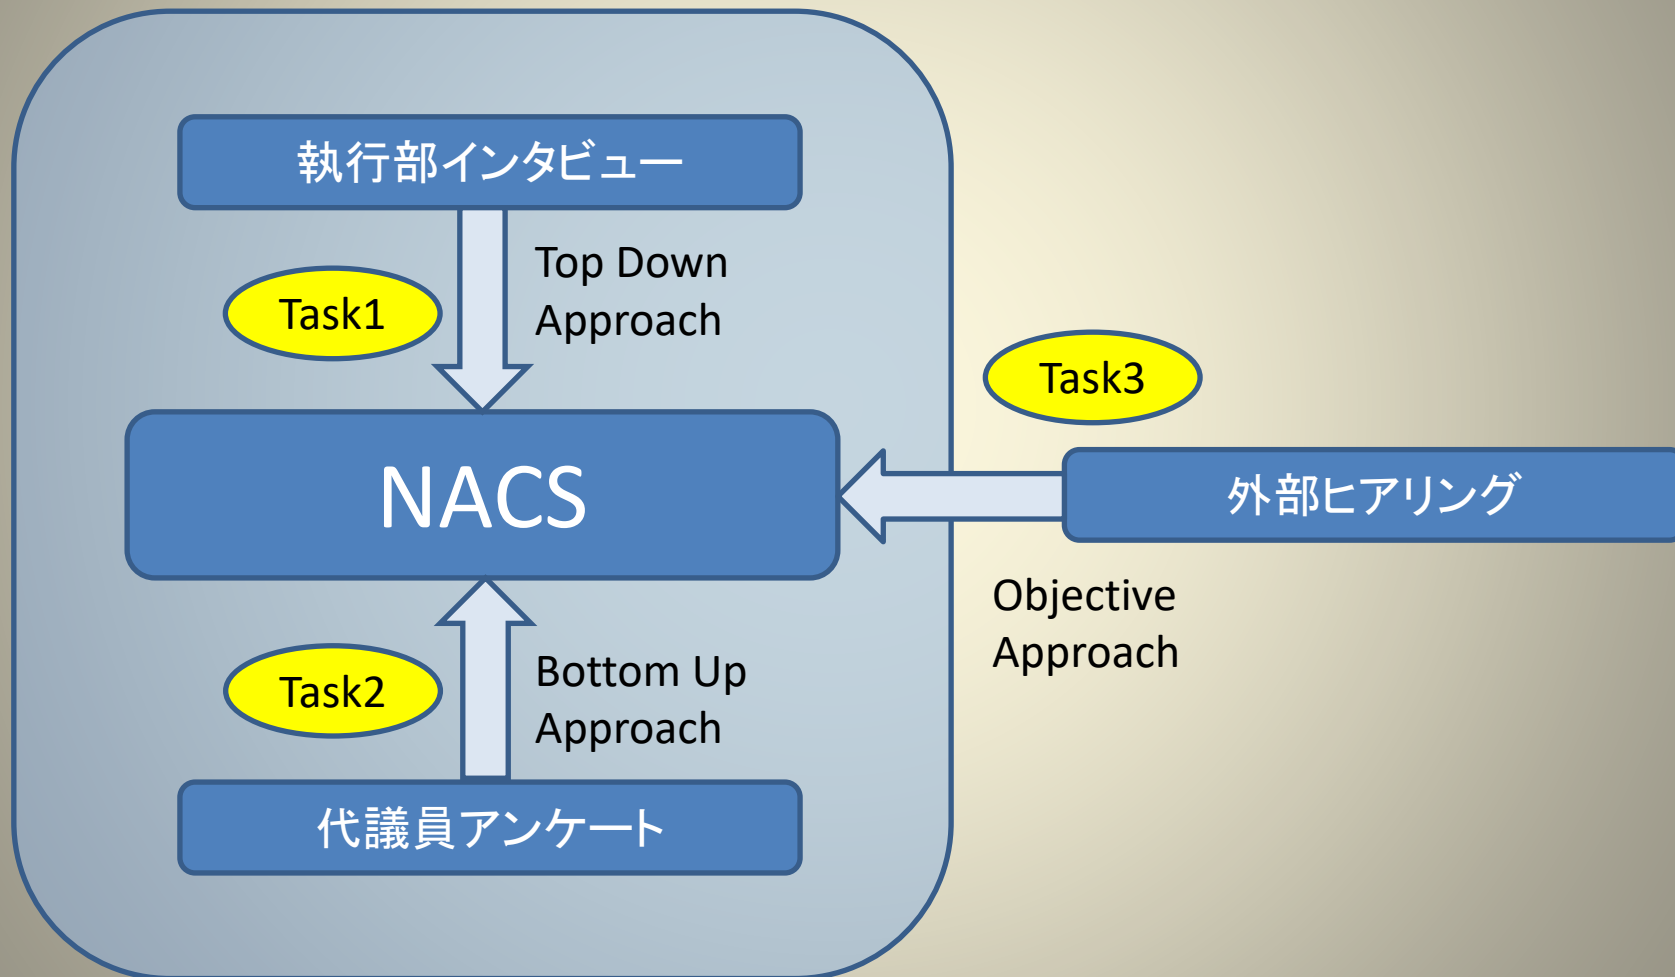 執行部インタビュー
Top Down
Approach
Task1
Task3
NACS
外部ヒアリング
Objective
Approach
Task2
Bottom Up
Approach
代議員アンケート